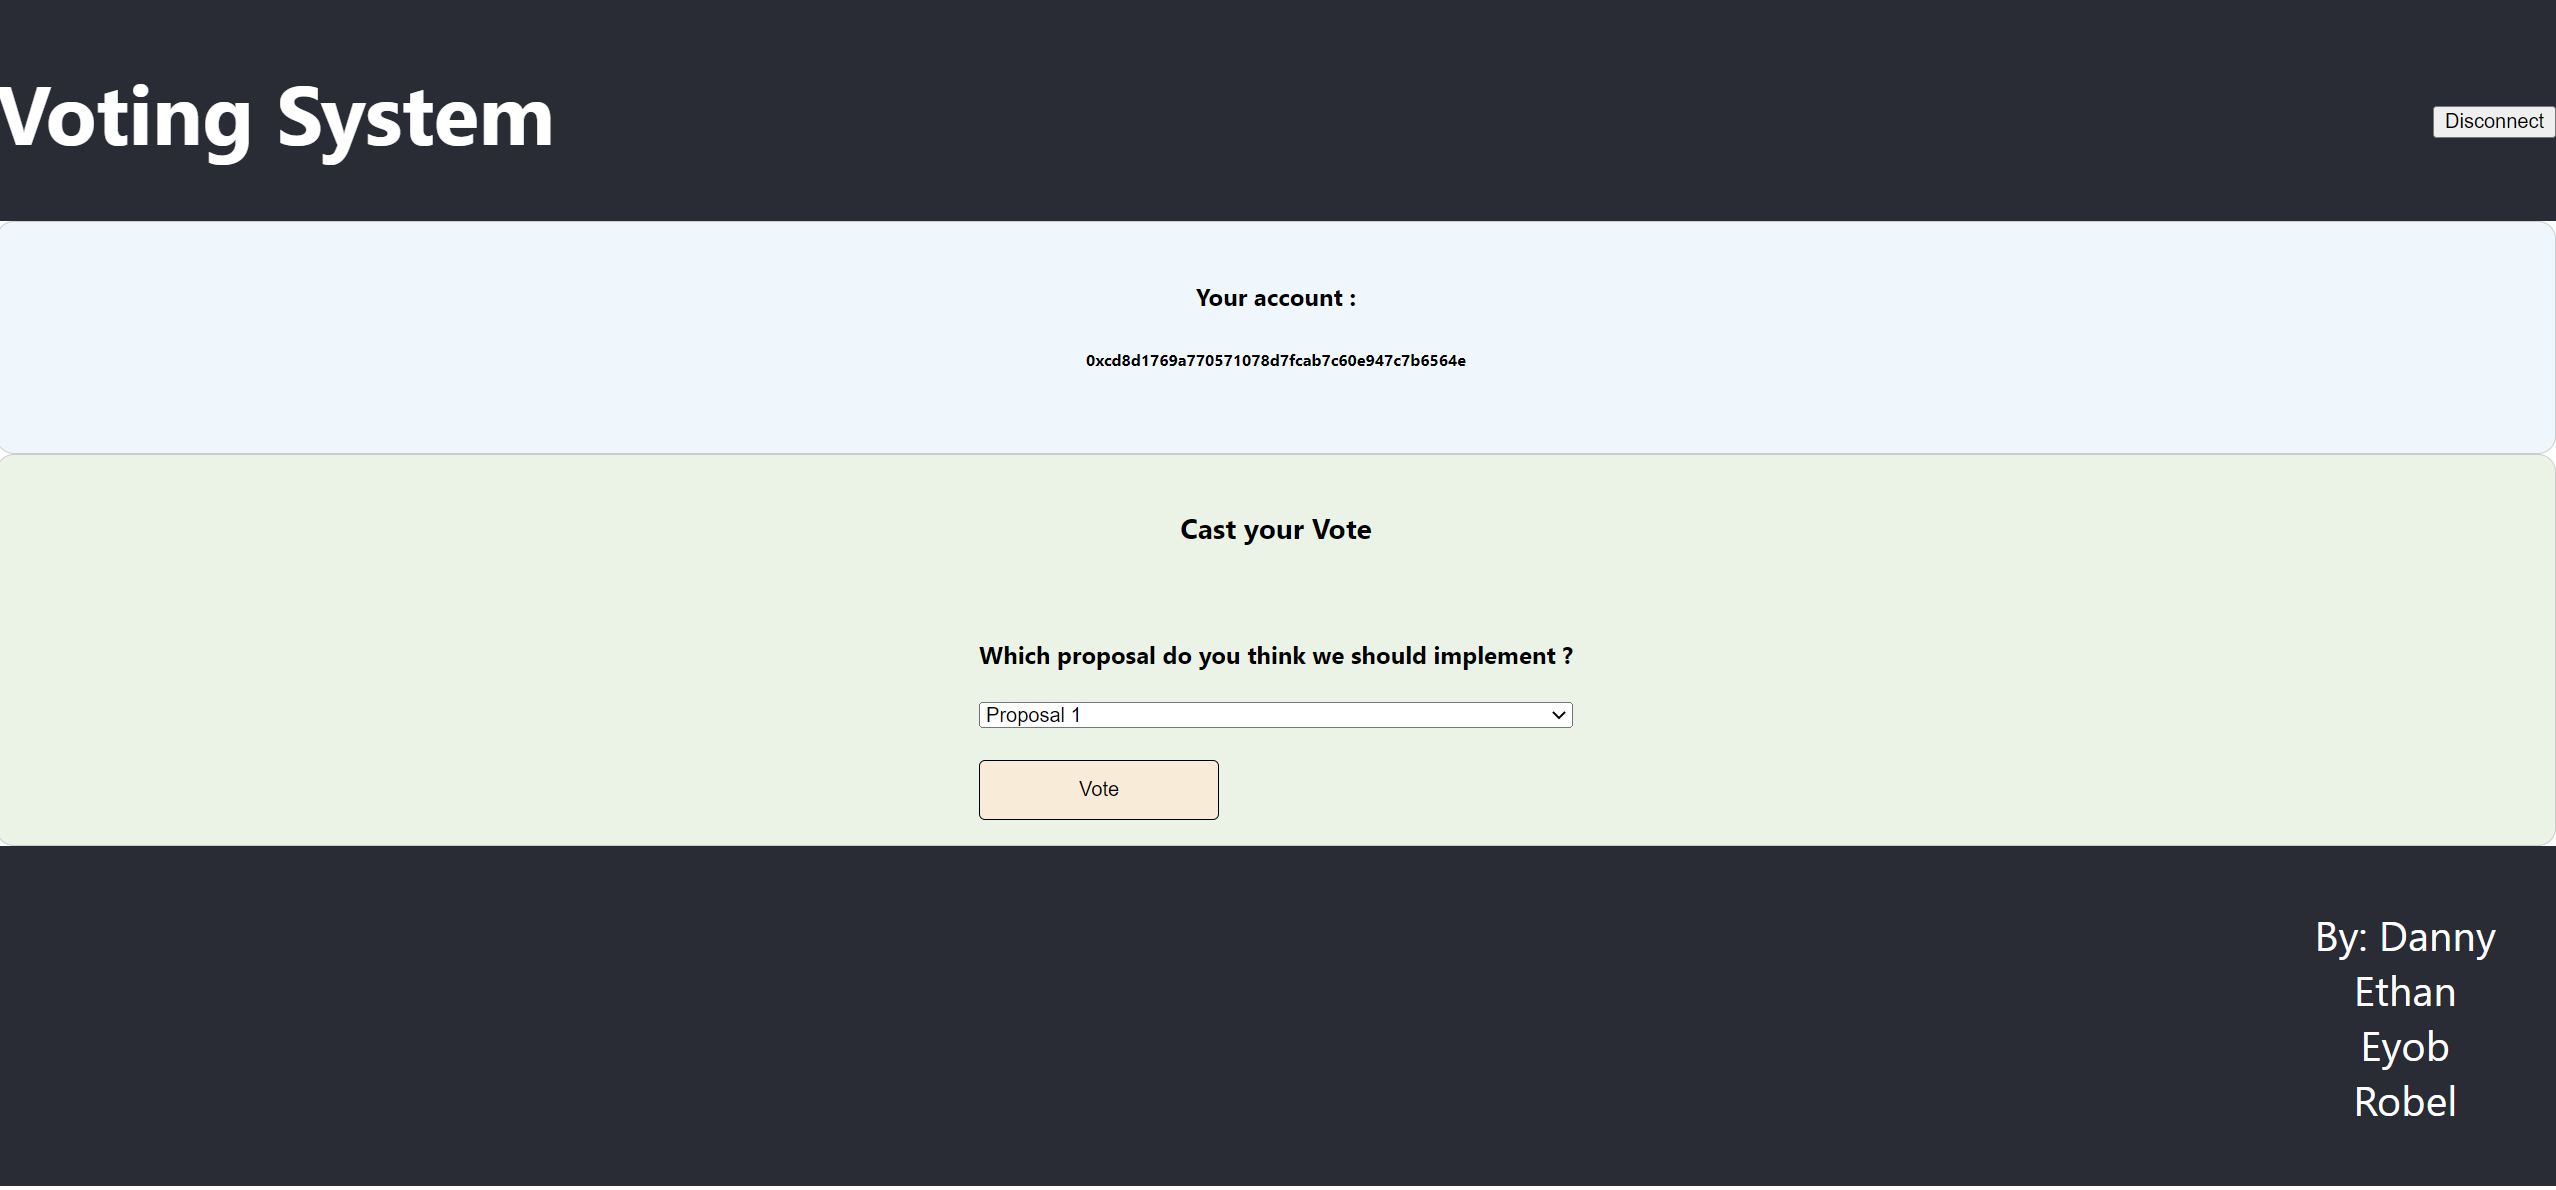 Voting System
Disconnect
Your account :
0xcd8d1769a770571078d7fcab7c60e947c7b6564e
Cast your Vote
Which proposal do you think we should implement ?
Proposal 1
Vote
By: Danny
Ethan
Eyob
Robel